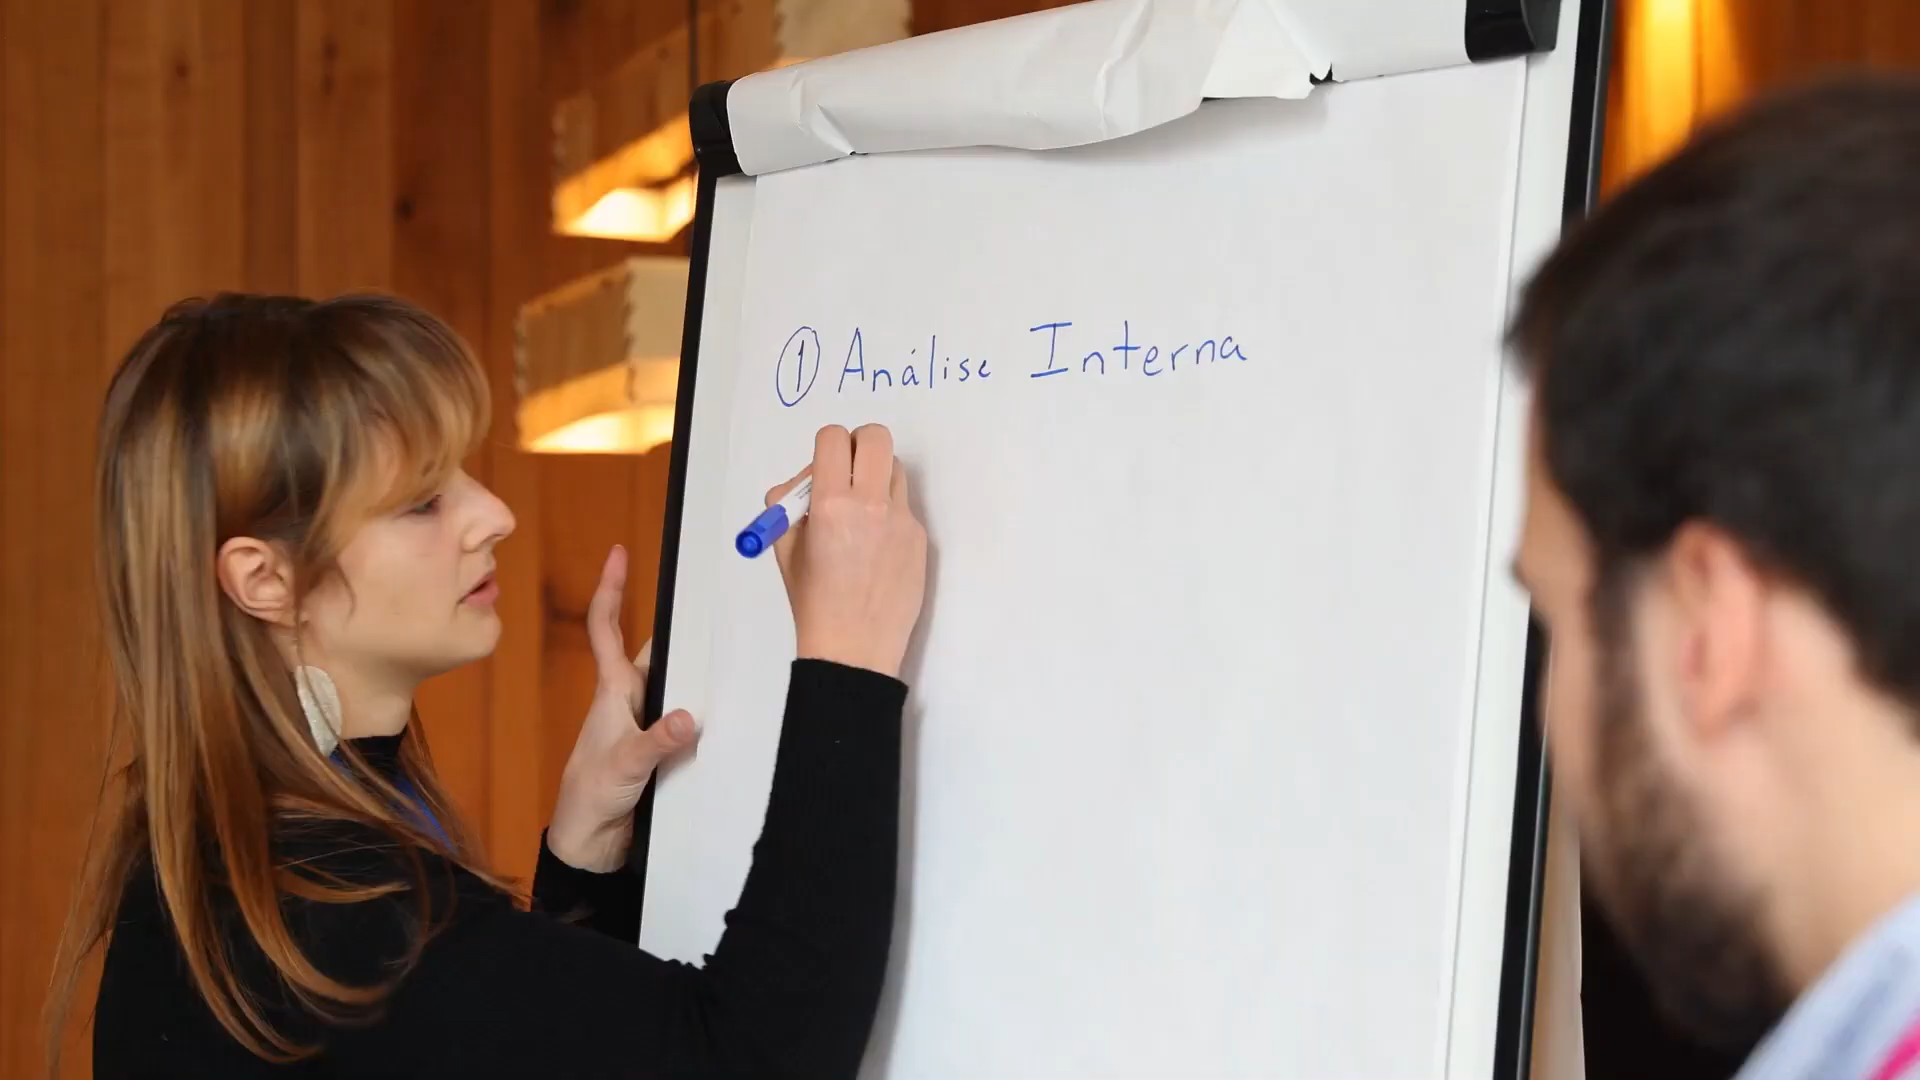 ① Análise Interna